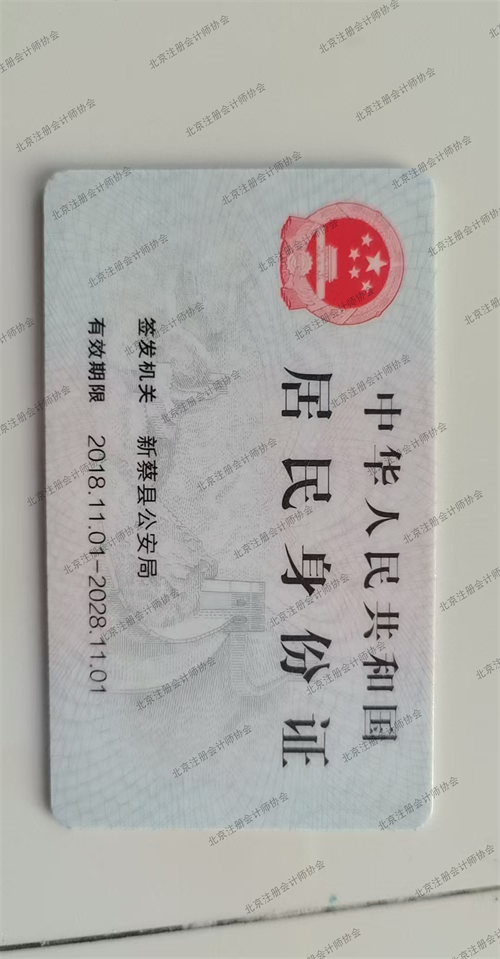 中华人民共和国
居民身份证
签发机关 新蔡县公安局
有效期限 2018.11.01-2028.11.01
北京注册会计师协会